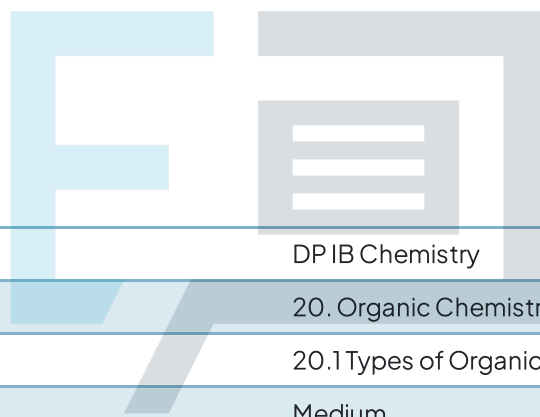 DP IB Chemistry
20. Organic Chemistr
20.1 Types of Organic
Medium